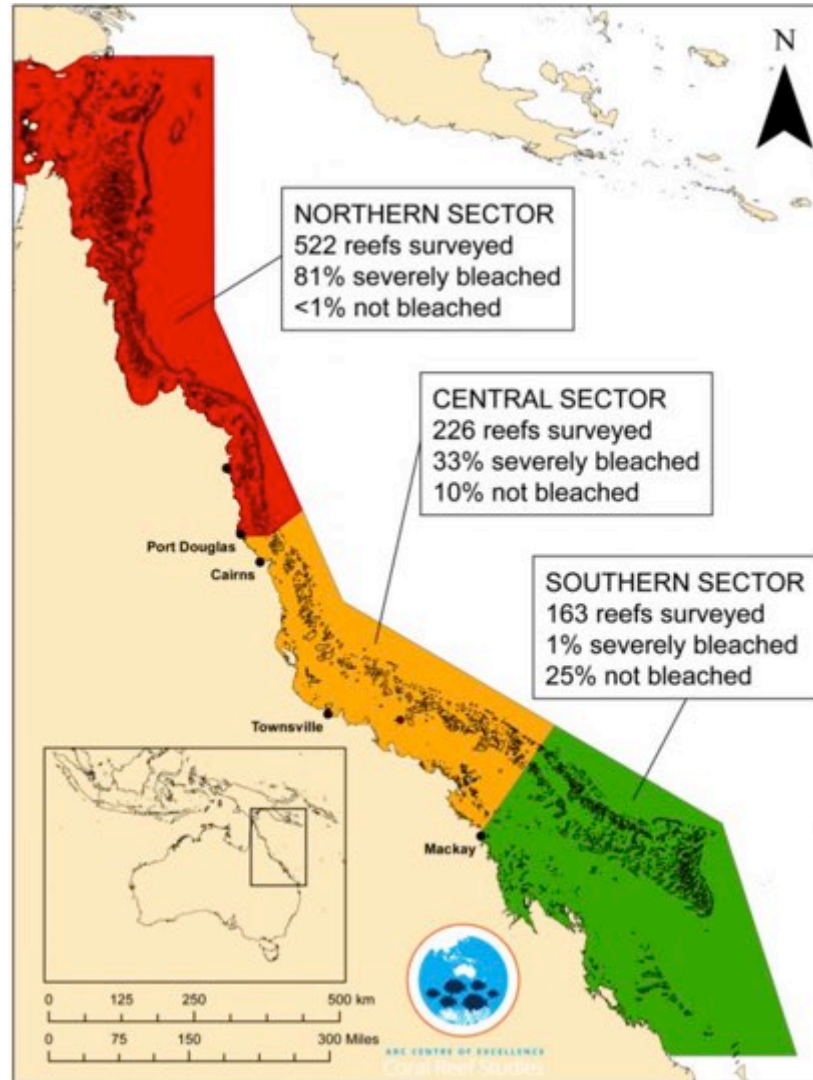 N
NORTHERN SECTOR
522 reefs surveyed
81% severely bleached
<1% not bleached
CENTRAL SECTOR
226 reefs surveyed
33% severely bleached
10% not bleached
Port Douglas
Cairns
SOUTHERN SECTOR
163 reefs surveyed
1% severely bleached
25% not bleached
Townsville
Mackay
0 125 250 500 km
0 75 150 300 Miles
ARC CENTRE OF EXCELLENCE
Coral Reef Studies